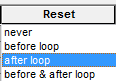 Reset
never
before loop
after loop
before & after loop